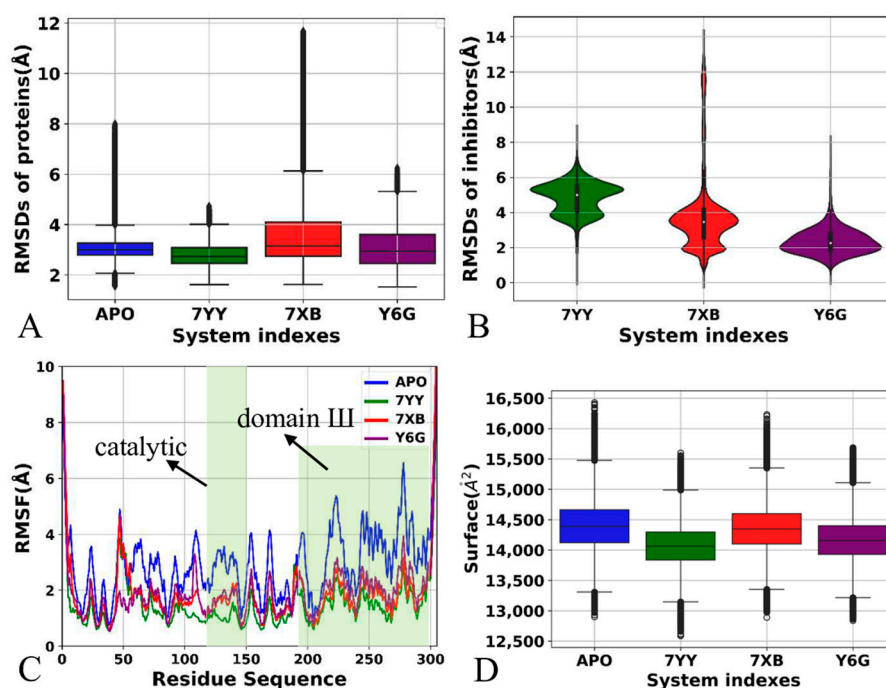 12
10
8
6
4
2
RMSDs of proteins(Å)
APO 7YY 7XB Y6G
System indexes
A
14
12
10
8
6
4
2
0
RMSDs of inhibitors(Å)
7YY 7XB Y6G
System indexes
B
10
8
6
4
2
0
RMSF(Å)
catalytic
domain III
APO
7YY
7XB
Y6G
0 50 100 150 200 250 300
Residue Sequence
C
16,500
16,000
15,500
15,000
14,500
14,000
13,500
13,000
12,500
Surface(Å²)
APO 7YY 7XB Y6G
System indexes
D